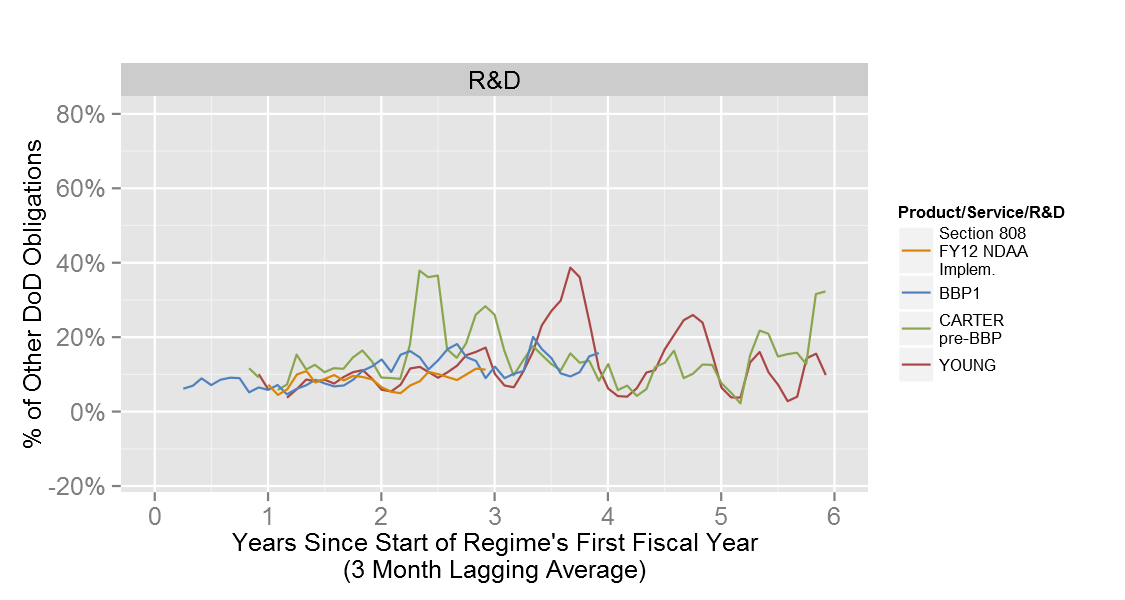 R&D
80%
60%
40%
20%
0%
-20%
% of Other DoD Obligations
0 1 2 3 4 5 6
Years Since Start of Regime's First Fiscal Year
(3 Month Lagging Average)
Product/Service/R&D
Section 808
FY12 NDAA
Implem.
BBP1
CARTER
pre-BBP
YOUNG